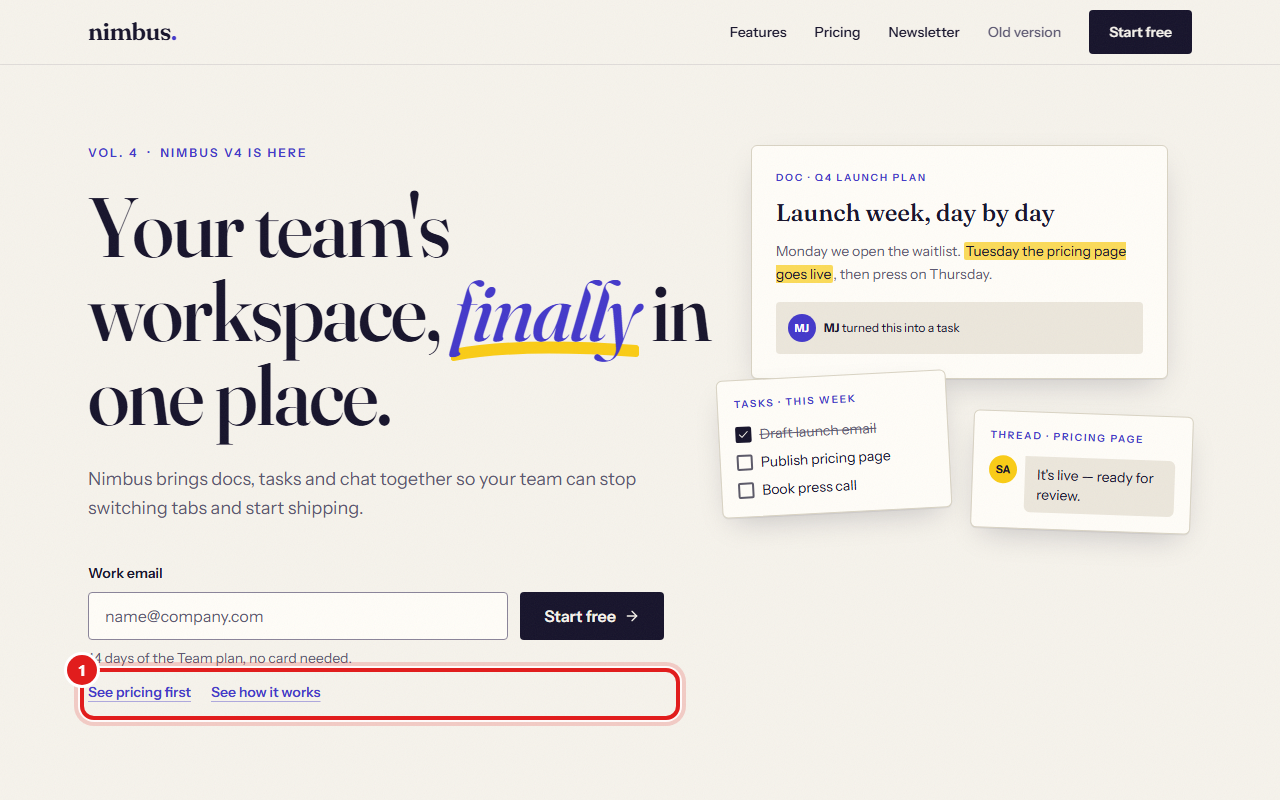 nimbus.
Features
Pricing
Newsletter
Old version
Start free
VOL. 4 · NIMBUS V4 IS HERE
Your team's
workspace, finally in
one place.
Nimbus brings docs, tasks and chat together so your team can stop
switching tabs and start shipping.
Work email
name@company.com
Start free →
14 days of the Team plan, no card needed.
1
See pricing first
See how it works
DOC · Q4 LAUNCH PLAN
Launch week, day by day
Monday we open the waitlist. Tuesday the pricing page
goes live, then press on Thursday.
MJ
MJ turned this into a task
TASKS · THIS WEEK
Draft launch email
Publish pricing page
Book press call
THREAD · PRICING PAGE
SA
It's live — ready for
review.